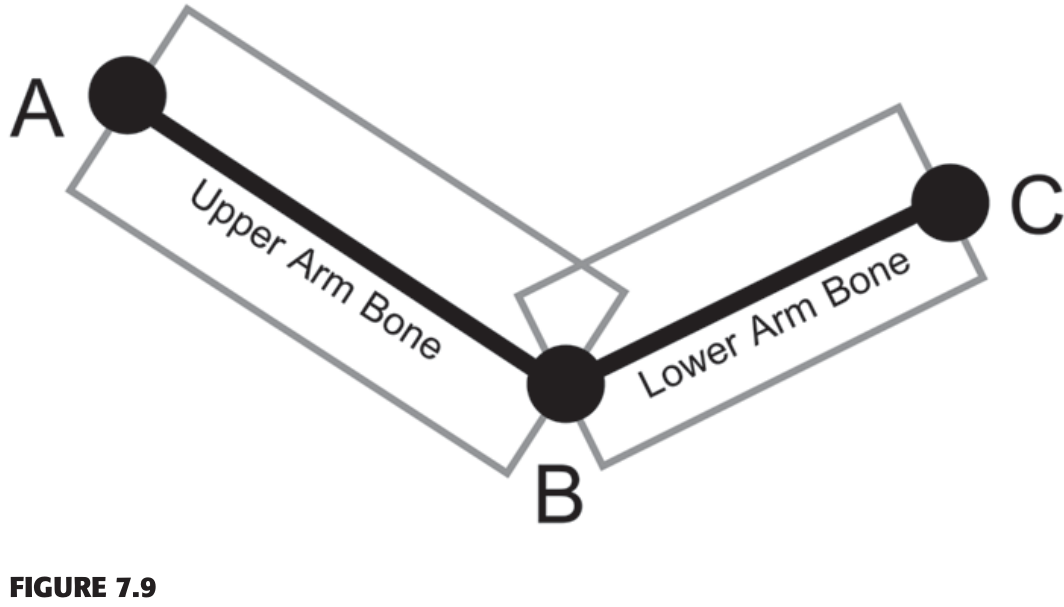 A
C
Upper Arm Bone
Lower Arm Bone
B
FIGURE 7.9